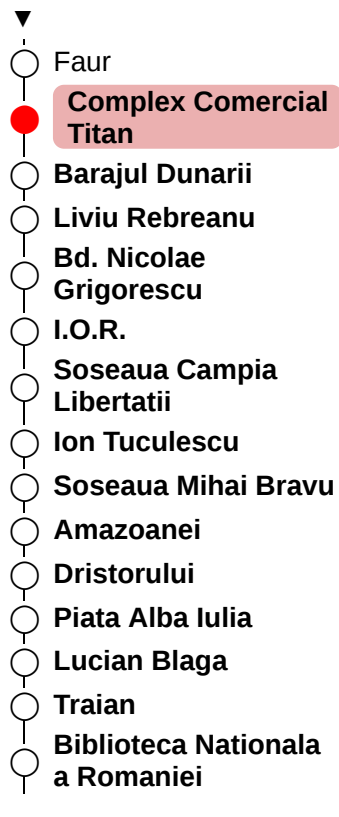 Faur
Complex Comercial
Titan
Barajul Dunarii
Liviu Rebreanu
Bd. Nicolae
Grigorescu
I.O.R.
Soseaua Campia
Libertatii
Ion Tuculescu
Soseaua Mihai Bravu
Amazoanei
Dristorului
Piata Alba Iulia
Lucian Blaga
Traian
Biblioteca Nationala
a Romaniei